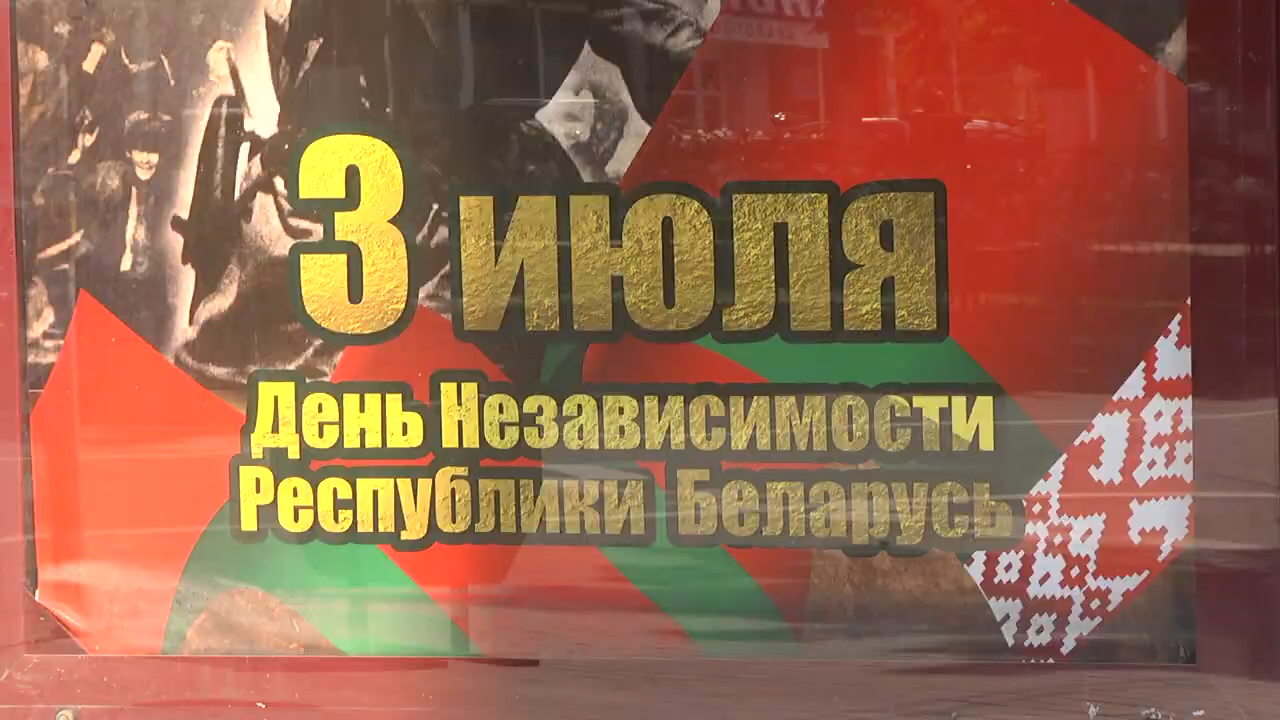 3 июля
День Независимости
Республики Беларусь